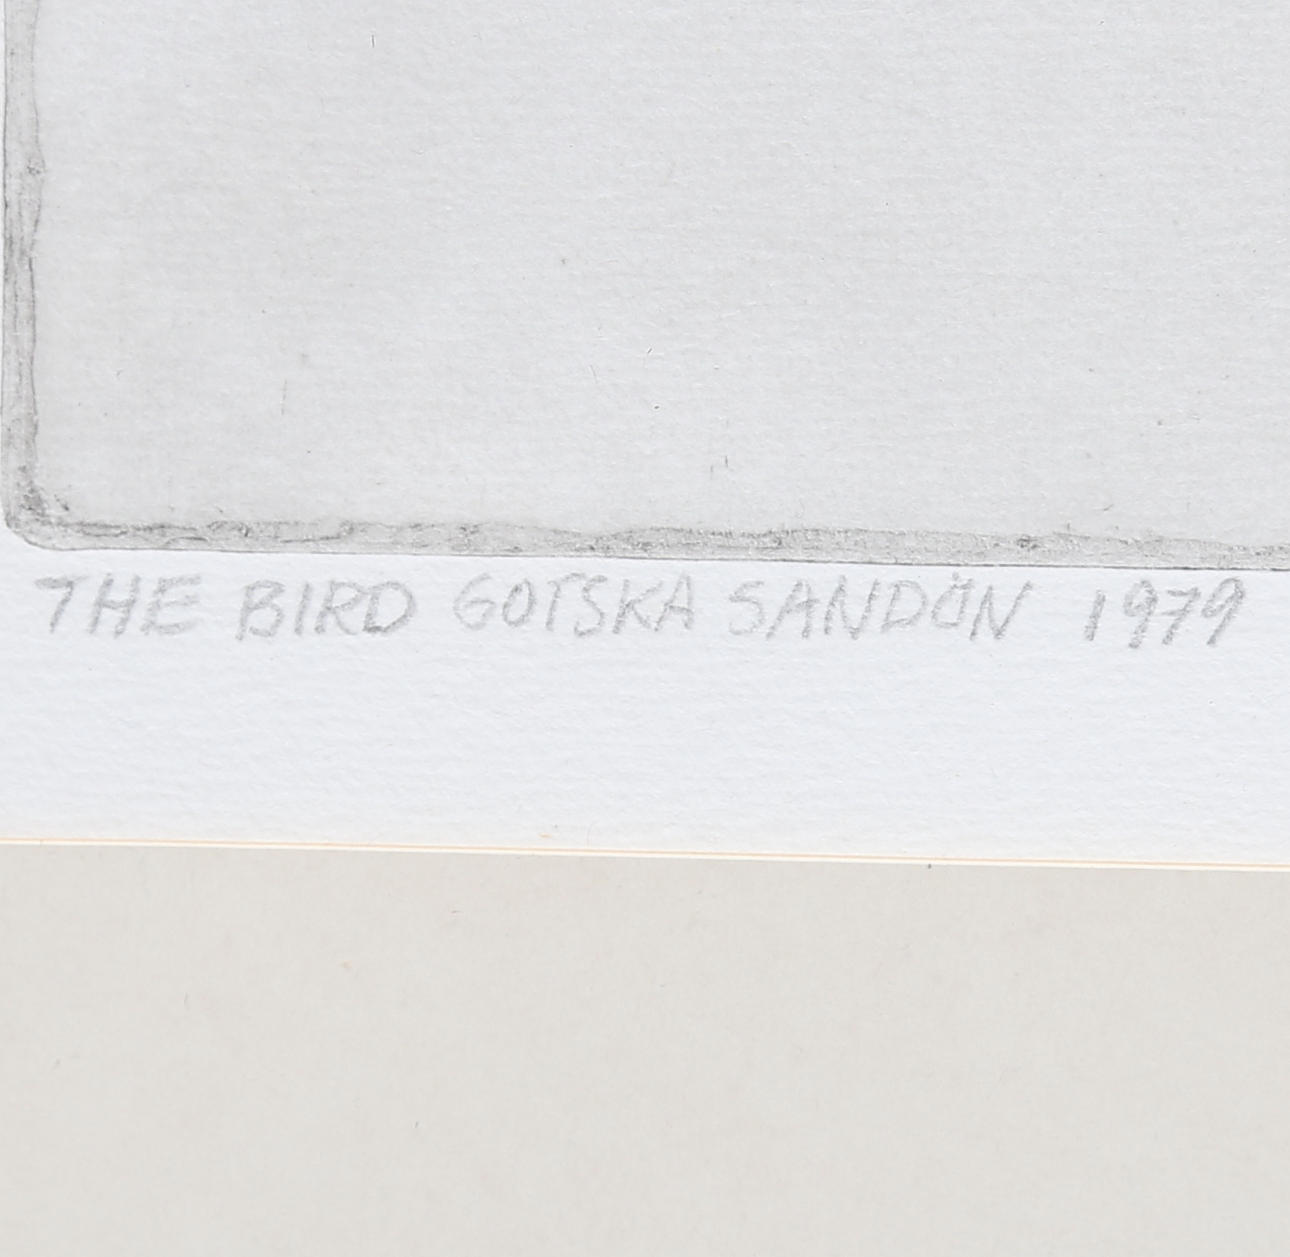 THE BIRD GOTSKA SANDÖN 1979